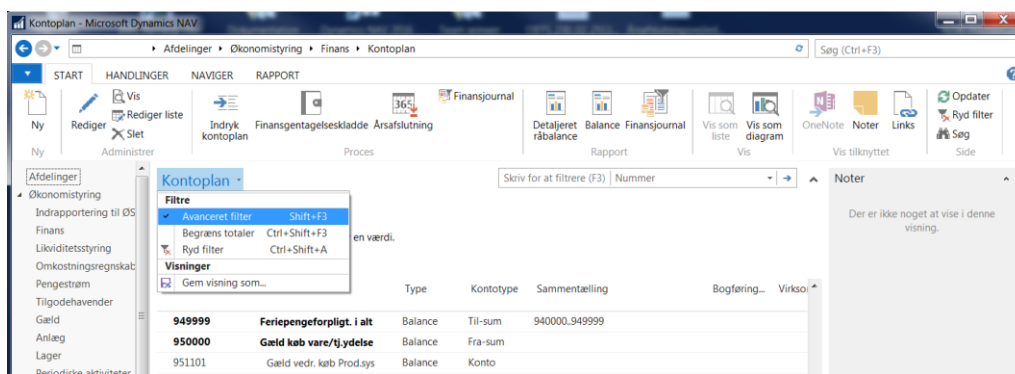 Kontoplan - Microsoft Dynamics NAV
Afdelinger › Økonomistyring › Finans › Kontoplan
Søg (Ctrl+F3)
START HANDLINGER NAVIGER RAPPORT
Ny
Rediger
Vis
Rediger liste
Slet
Indryk kontoplan
Finansgentagelseskladde
365
Årsafslutning
Finansjournal
Detaljeret råbalance
Balance
Finansjournal
Vis som liste
Vis som diagram
OneNote
Noter
Links
Opdater
Ryd filter
Søg
Ny Administrer Proces Rapport Vis Vis tilknyttet Side
Afdelinger
Økonomistyring
Indrapportering til ØS
Finans
Likviditetsstyring
Omkostningsregnskab
Pengestrøm
Tilgodehavender
Gæld
Anlæg
Lager
Periodiske aktiviteter
Kontoplan
Skriv for at filtrere (F3) Nummer
Filtre
Avanceret filter Shift+F3
Begræns totaler Ctrl+Shift+F3
Ryd filter Ctrl+Shift+A
Visninger
Gem visning som...
en værdi.
Type Kontotype Sammentælling Bogføring... Virkso
949999 Feriepengeforpligt. i alt Balance Til-sum 940000..949999
950000 Gæld køb vare/tj.ydelse Balance Fra-sum
951101 Gæld vedr. køb Prod.sys Balance Konto
Noter
Der er ikke noget at vise i denne
visning.